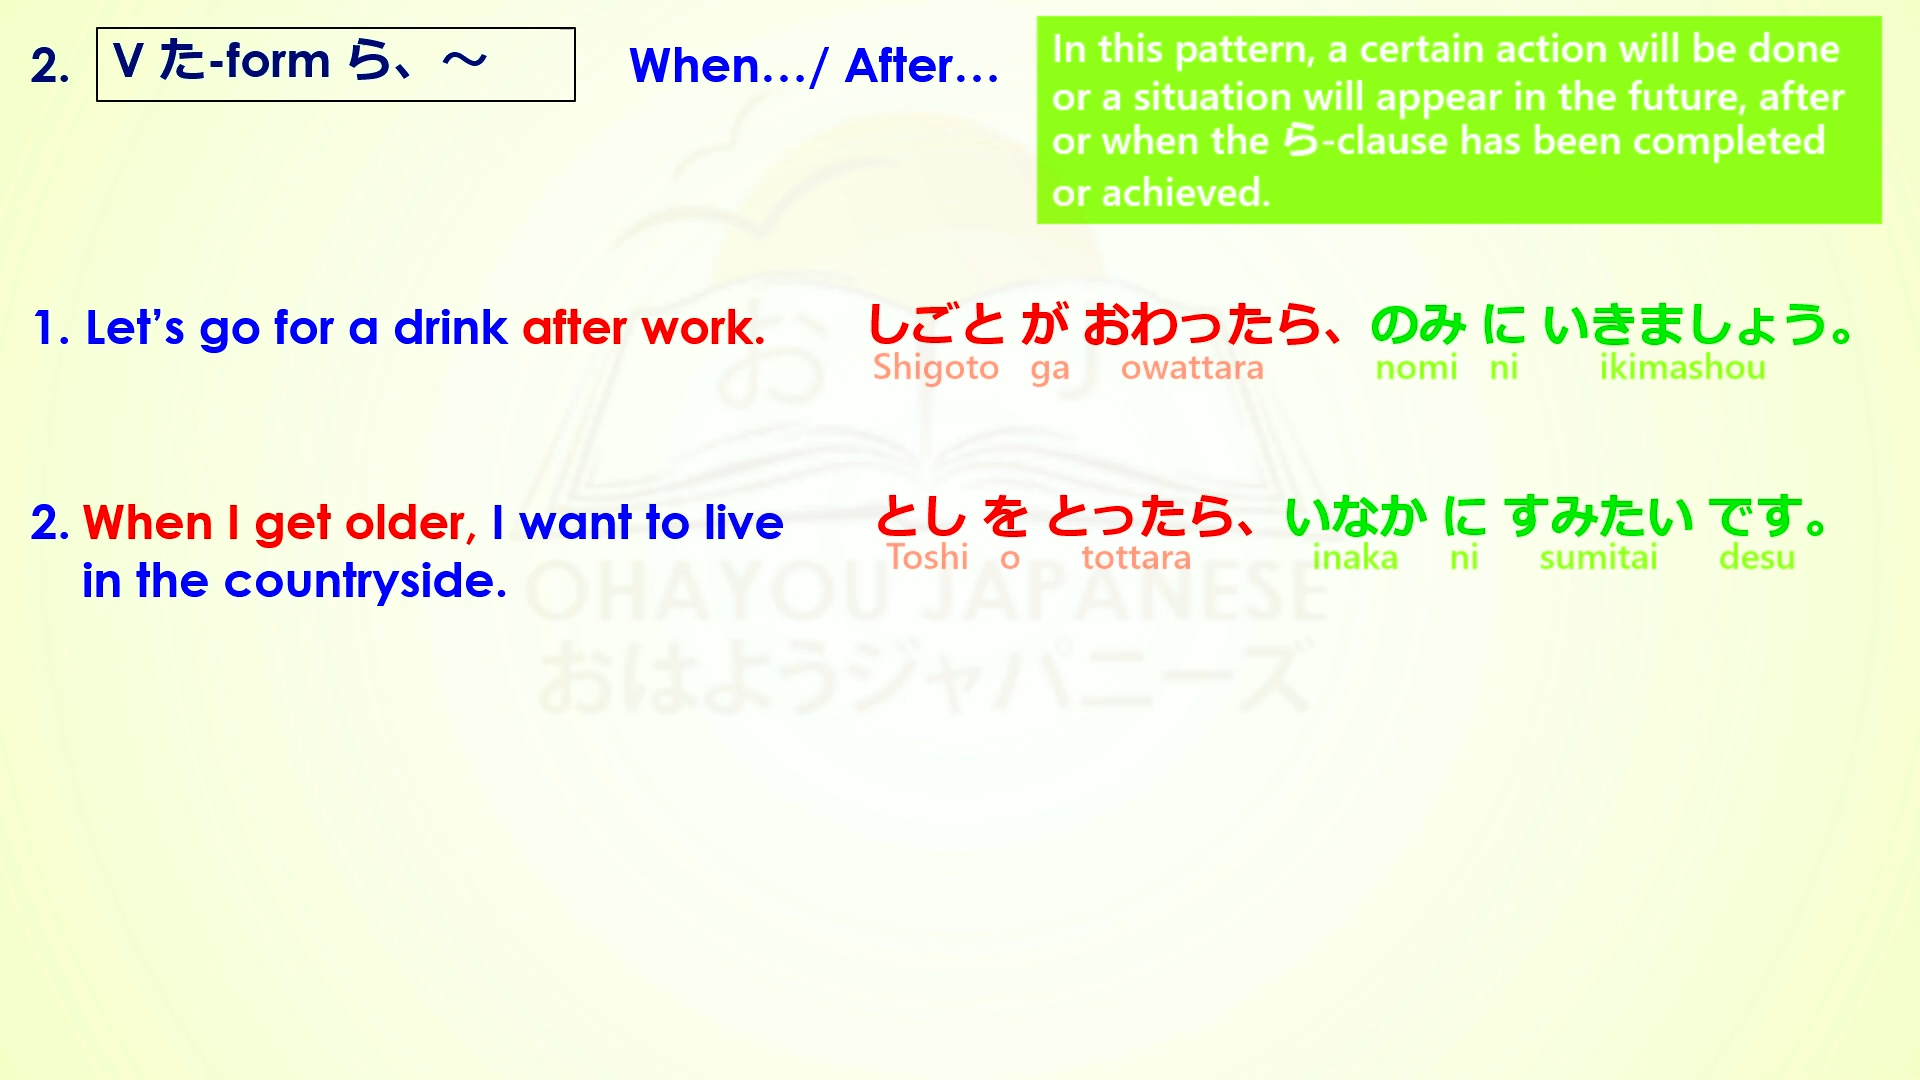 2. V た-form ら、～ When.../ After...
In this pattern, a certain action will be done
or a situation will appear in the future, after
or when the ら-clause has been completed
or achieved.
1. Let's go for a drink after work.
しごと が おわったら、のみ に いきましょう。
Shigoto ga owattara nomi ni ikimashou
2. When I get older, I want to live
in the countryside.
とし を とったら、いなか に すみたい です。
Toshi o tottara inaka ni sumitai desu
OHAYOU JAPANESE
おはようジャパニーズ